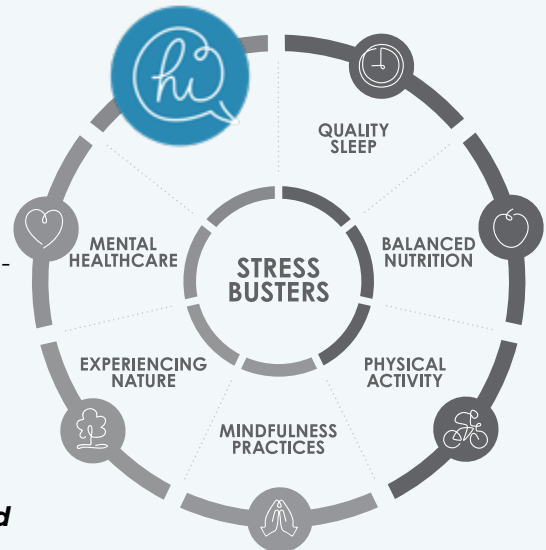 hi
QUALITY
SLEEP
MENTAL
HEALTHCARE
BALANCED
NUTRITION
STRESS
BUSTERS
EXPERIENCING
NATURE
PHYSICAL
ACTIVITY
MINDFULNESS
PRACTICES
-
d